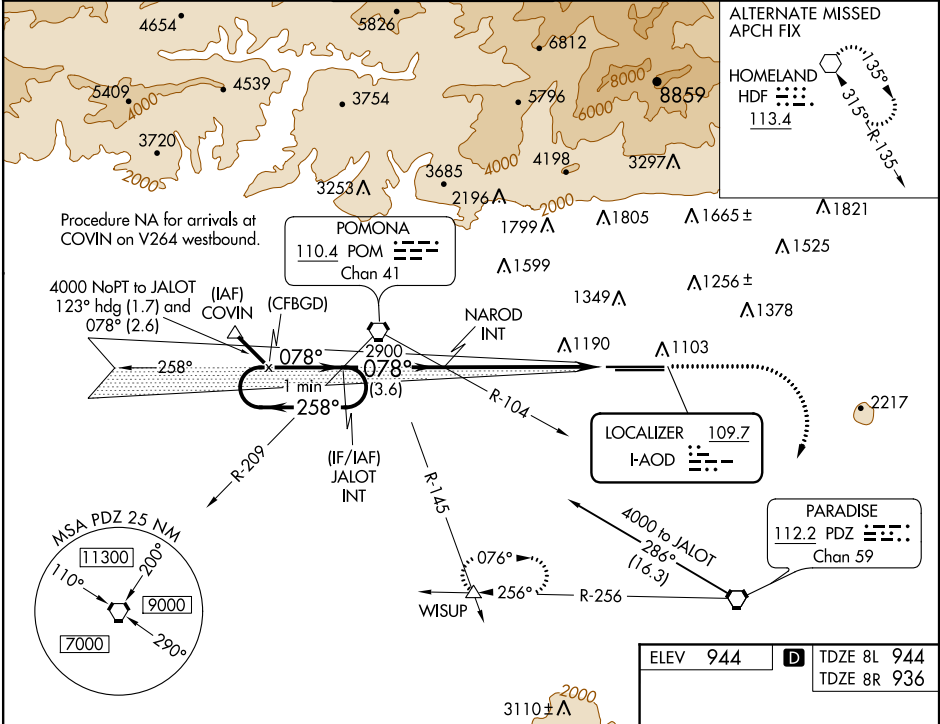 4654
5826
6812
5409
4000
4539
3754
5796
8000
8859
6000
3720
2000
3253
3685
2196
4000
4198
2000
3297
1799
1805
1665 ±
1821
1525
1599
1256 ±
1349
1378
1190
1103
2217
ALTERNATE MISSED
APCH FIX
HOMELAND
HDF
113.4
135°
315°
R-135
Procedure NA for arrivals at
COVIN on V264 westbound.
POMONA
110.4 POM
Chan 41
4000 NoPT to JALOT
123° hdg (1.7) and
078° (2.6)
(IAF)
COVIN
(CFBGD)
NAROD
INT
258°
078°
2900
078°
(3.6)
1 min
258°
R-104
R-209
(IF/IAF)
JALOT
INT
R-145
LOCALIZER 109.7
I-AOD
PARADISE
112.2 PDZ
Chan 59
4000 to JALOT
286°
(16.3)
076°
256°
R-256
WISUP
MSA PDZ 25 NM
11300
110°
200°
9000
7000
290°
3110 ±
2000
ELEV 944
D
TDZE 8L 944
TDZE 8R 936